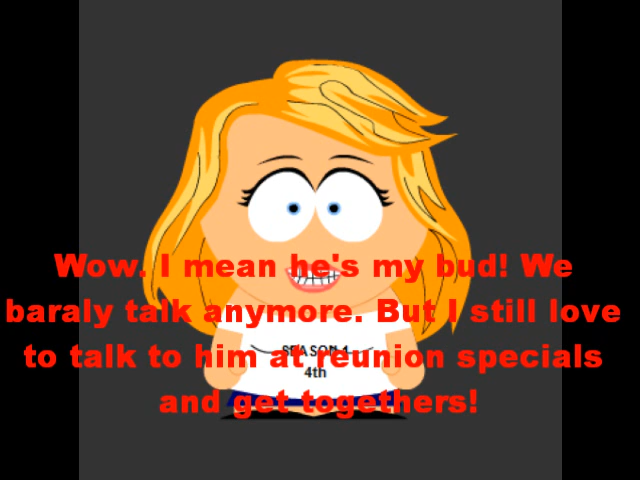 Wow. I mean he's my bud! We
baraly talk anymore. But I still love
to talk to him at reunion specials
and get togethers!
SEASON 1
4th